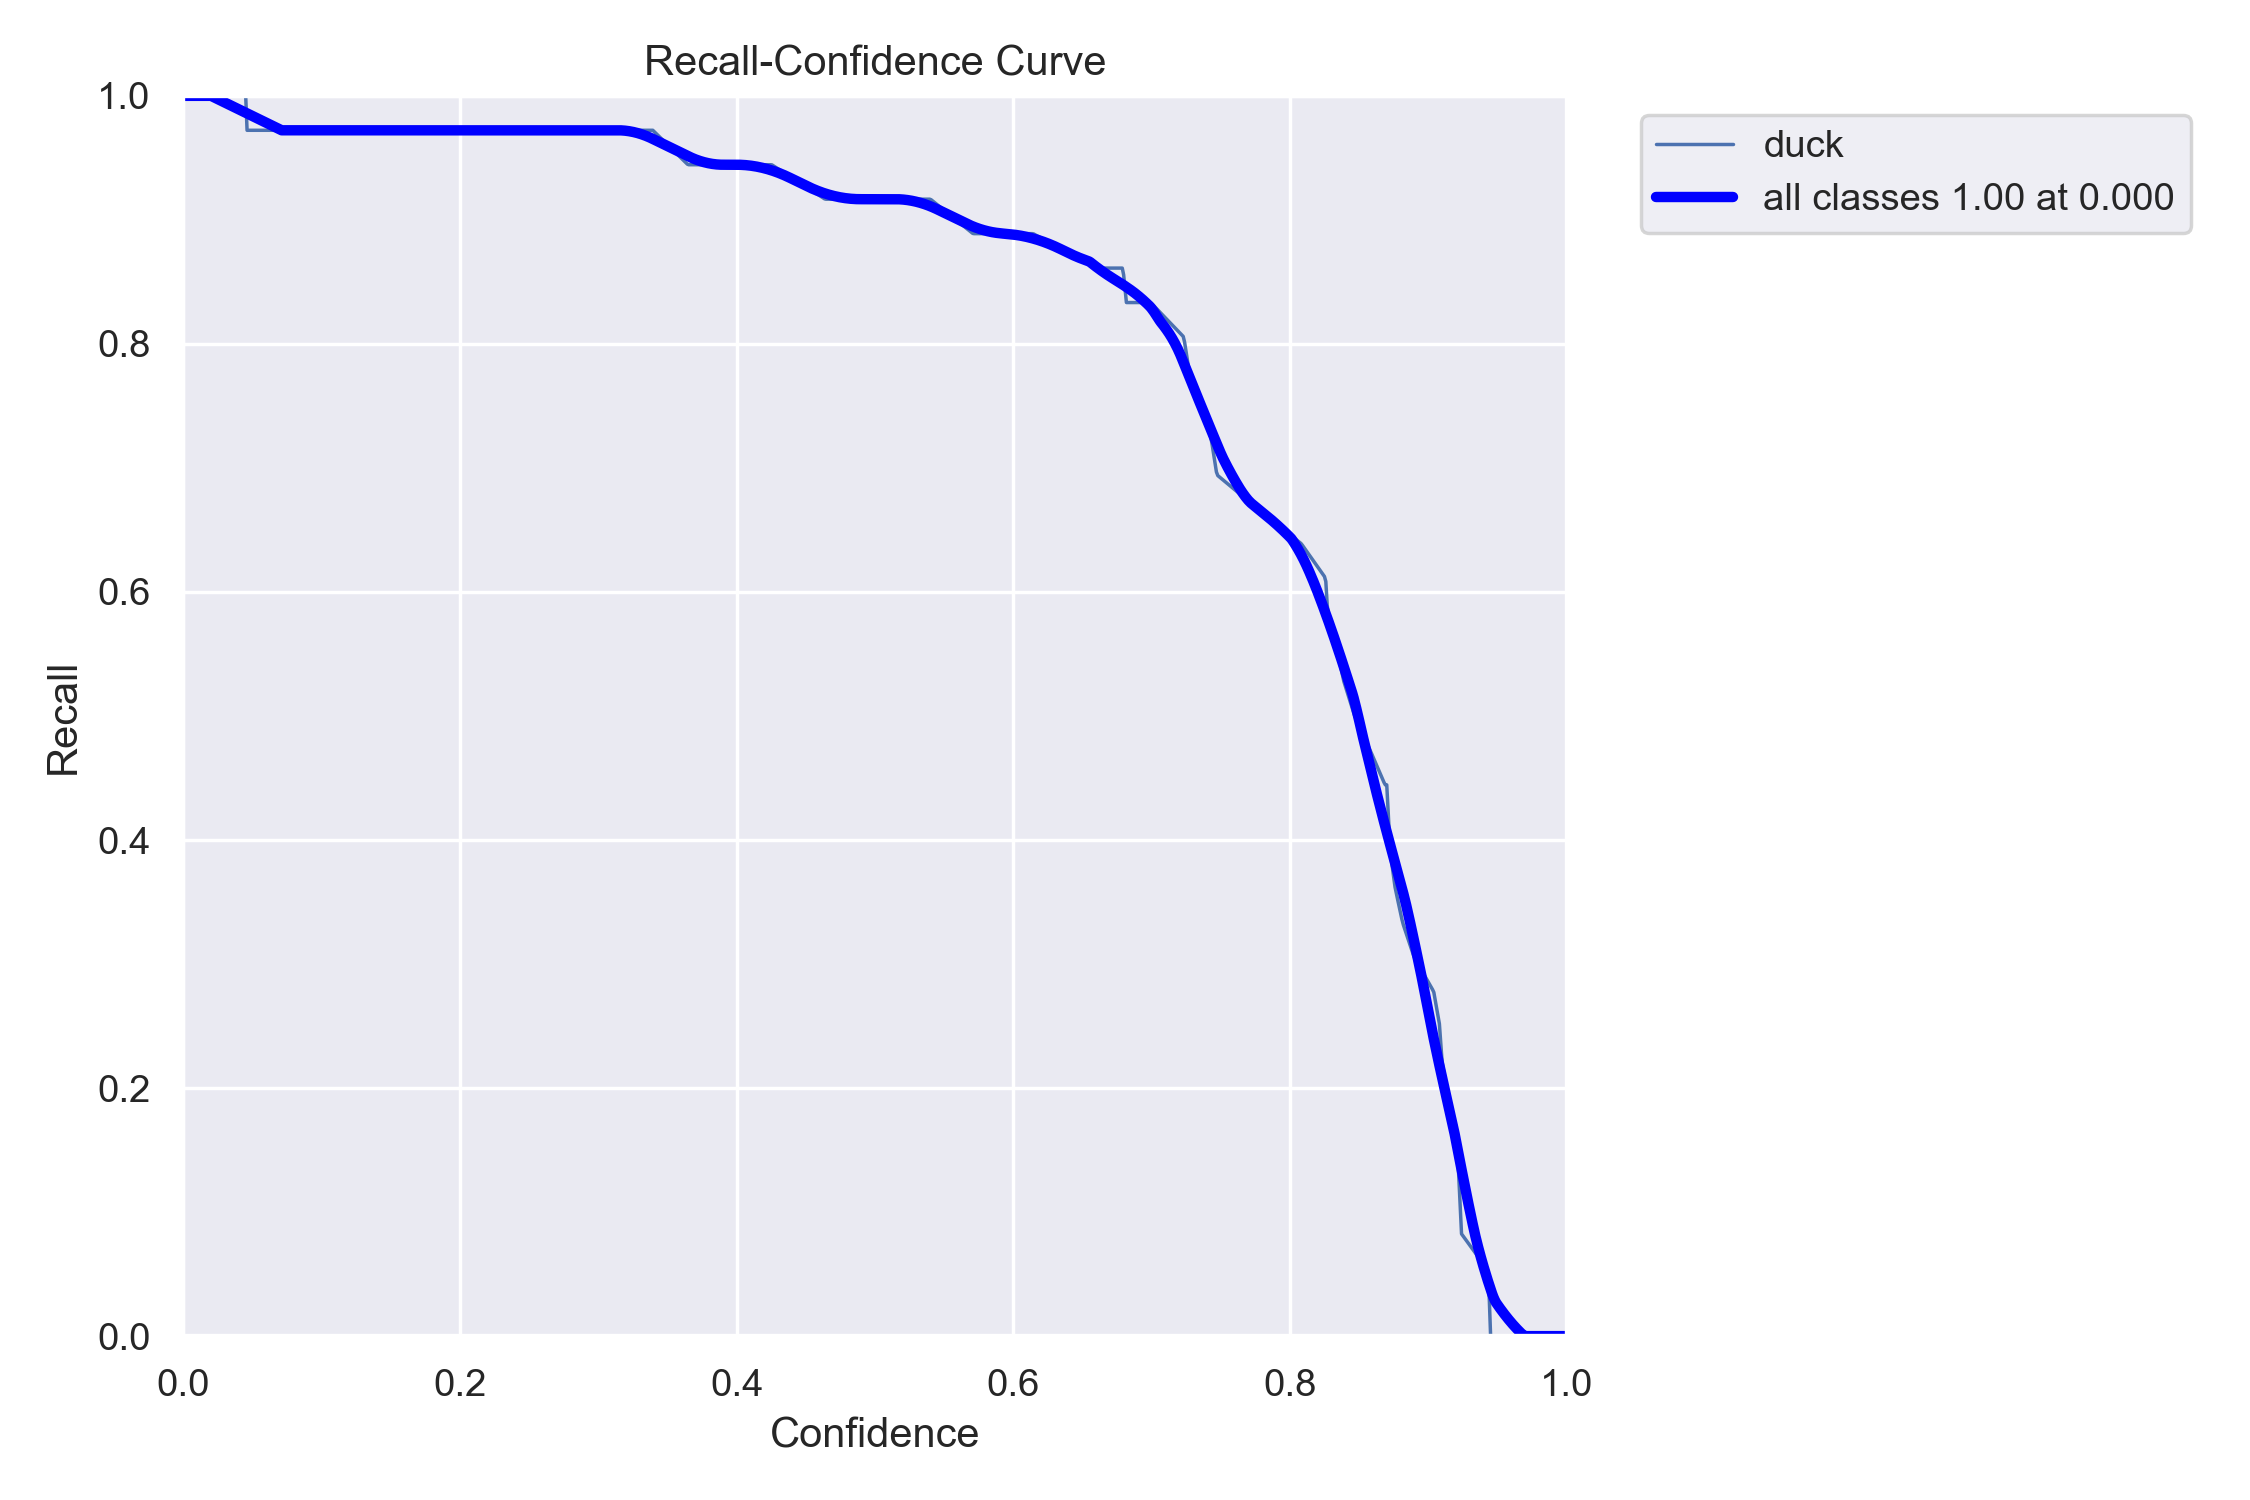 Recall-Confidence Curve
1.0
0.8
0.6
0.4
0.2
0.0
Recall
0.0 0.2 0.4 0.6 0.8 1.0
Confidence
duck
all classes 1.00 at 0.000